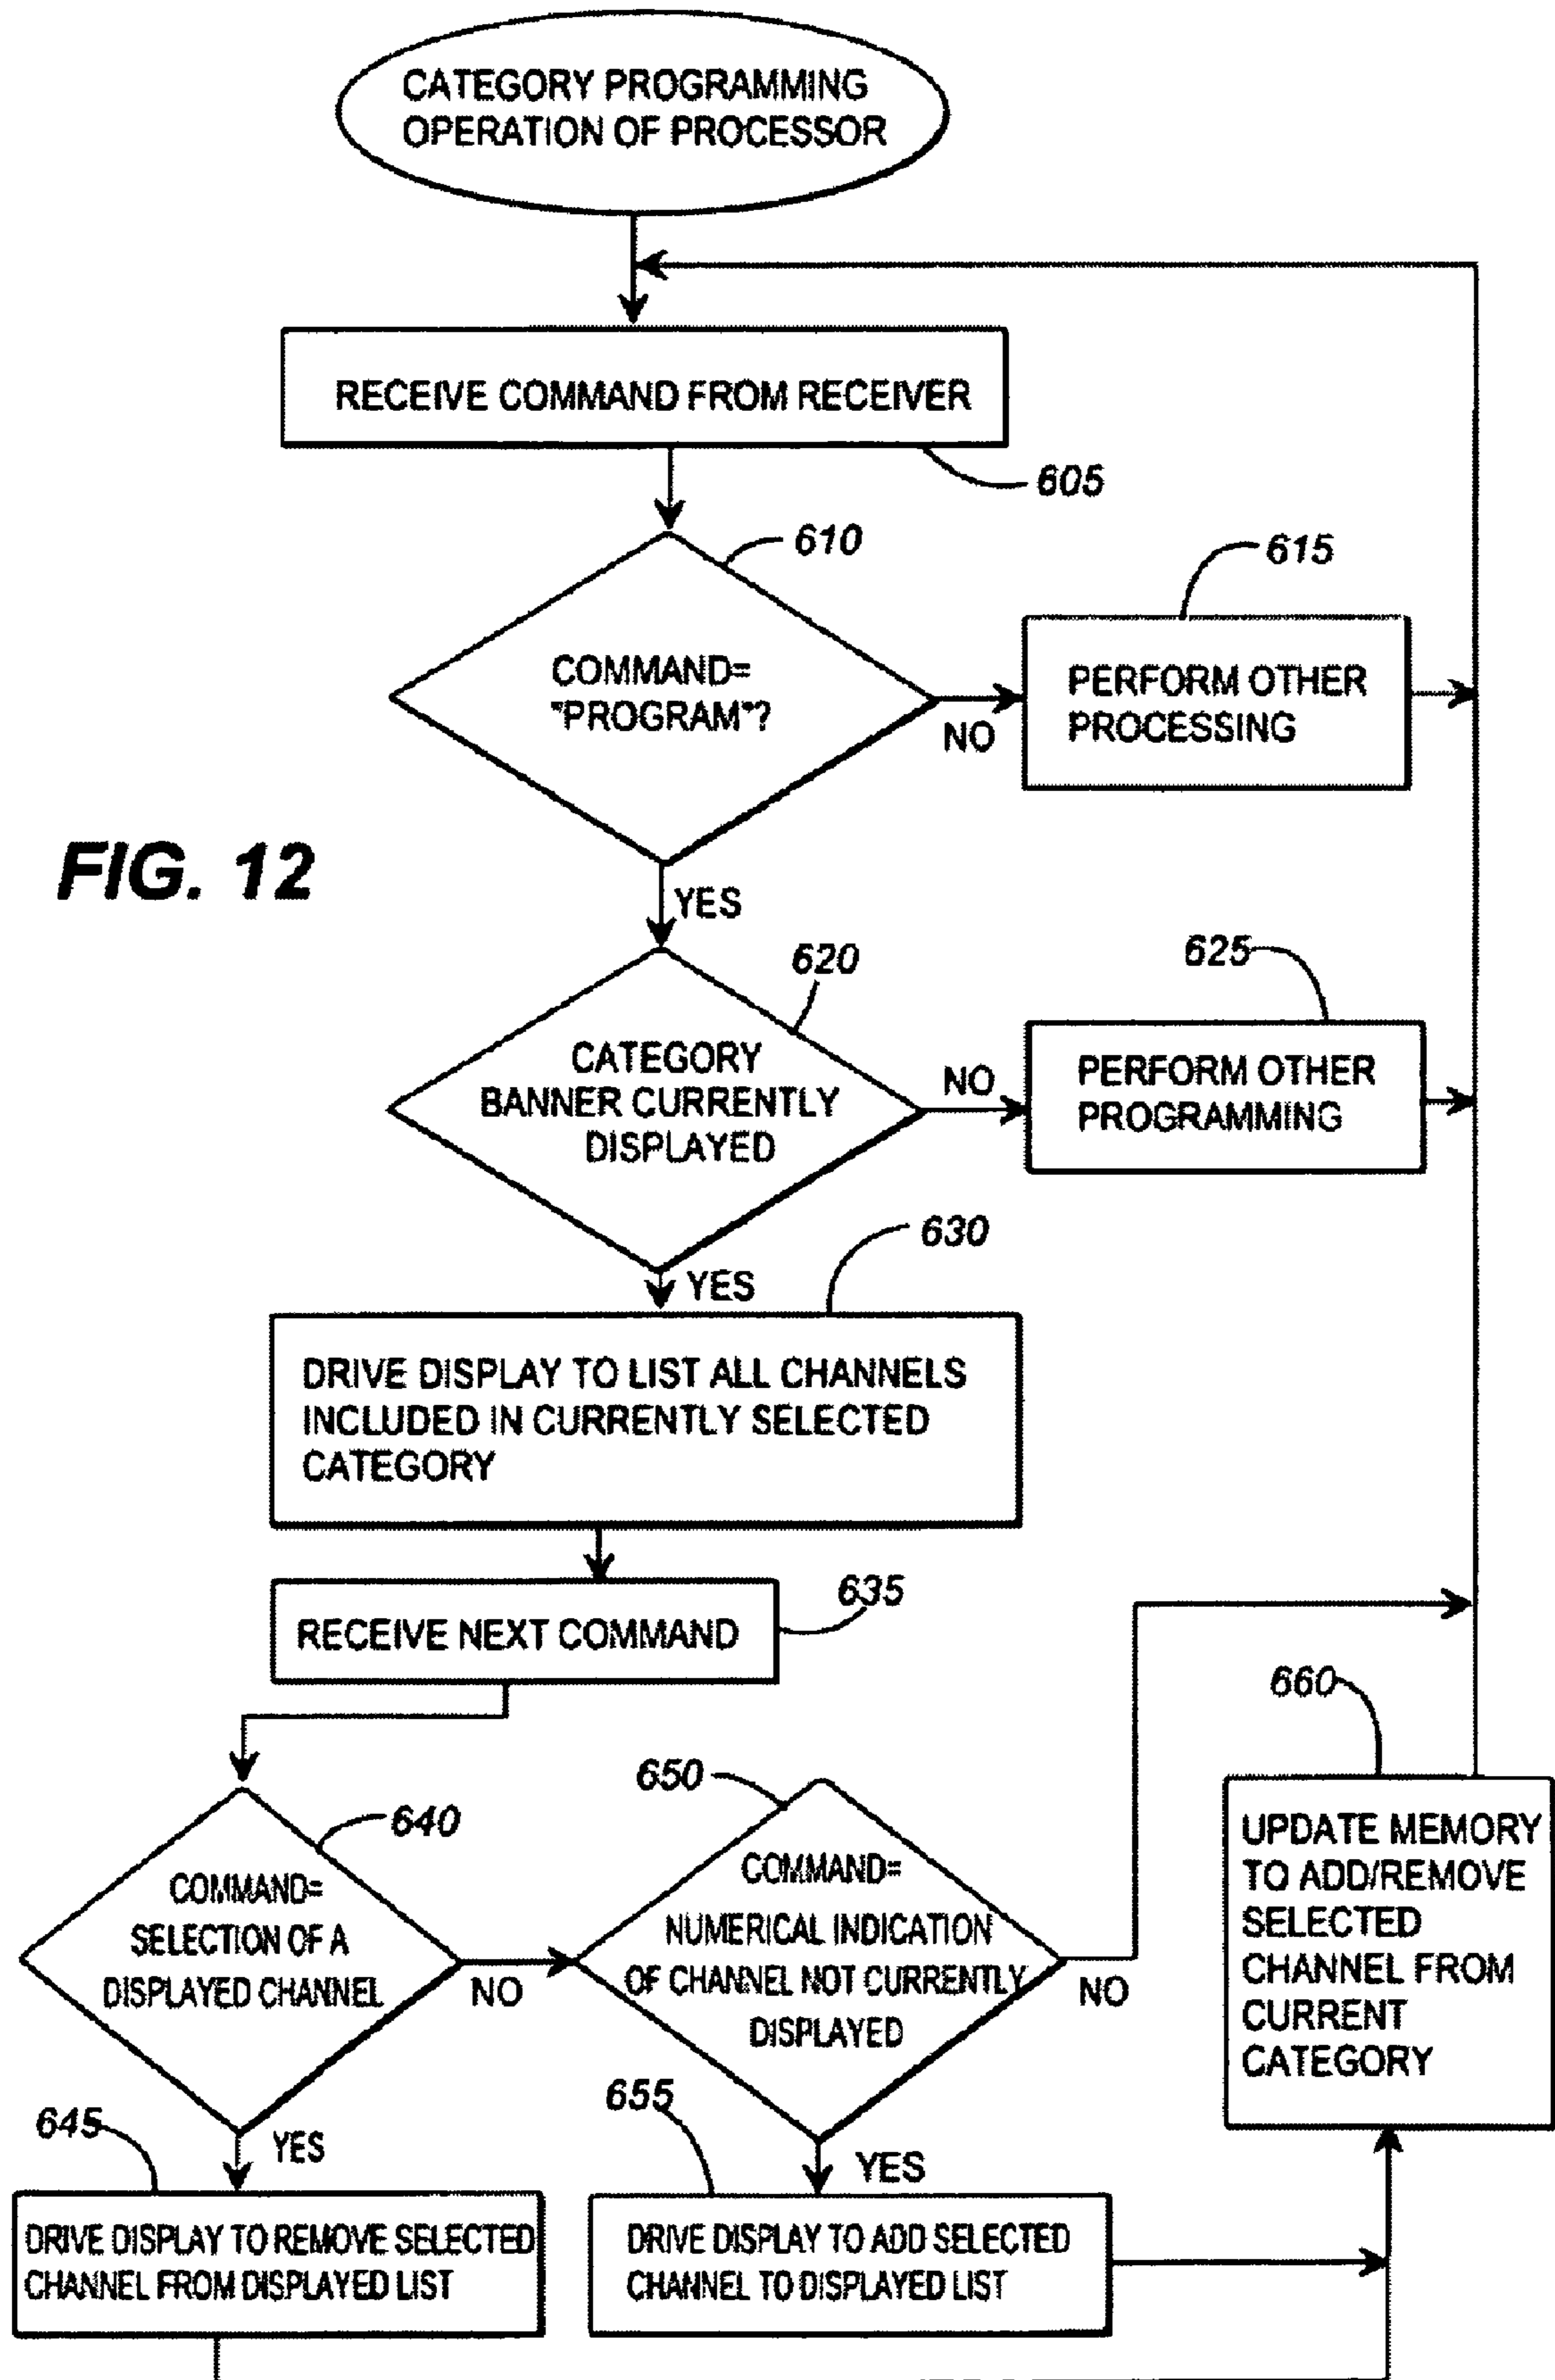 CATEGORY PROGRAMMING
OPERATION OF PROCESSOR
RECEIVE COMMAND FROM RECEIVER
605
610
COMMAND=
"PROGRAM"?
NO
615
PERFORM OTHER
PROCESSING
FIG. 12
YES
620
CATEGORY
BANNER CURRENTLY
DISPLAYED
NO
625
PERFORM OTHER
PROGRAMMING
YES
630
DRIVE DISPLAY TO LIST ALL CHANNELS
INCLUDED IN CURRENTLY SELECTED
CATEGORY
RECEIVE NEXT COMMAND
635
640
COMMAND=
SELECTION OF A
DISPLAYED CHANNEL
NO
650
COMMAND=
NUMERICAL INDICATION
OF CHANNEL NOT CURRENTLY
DISPLAYED
NO
660
UPDATE MEMORY
TO ADD/REMOVE
SELECTED
CHANNEL FROM
CURRENT
CATEGORY
645
YES
DRIVE DISPLAY TO REMOVE SELECTED
CHANNEL FROM DISPLAYED LIST
655
YES
DRIVE DISPLAY TO ADD SELECTED
CHANNEL TO DISPLAYED LIST